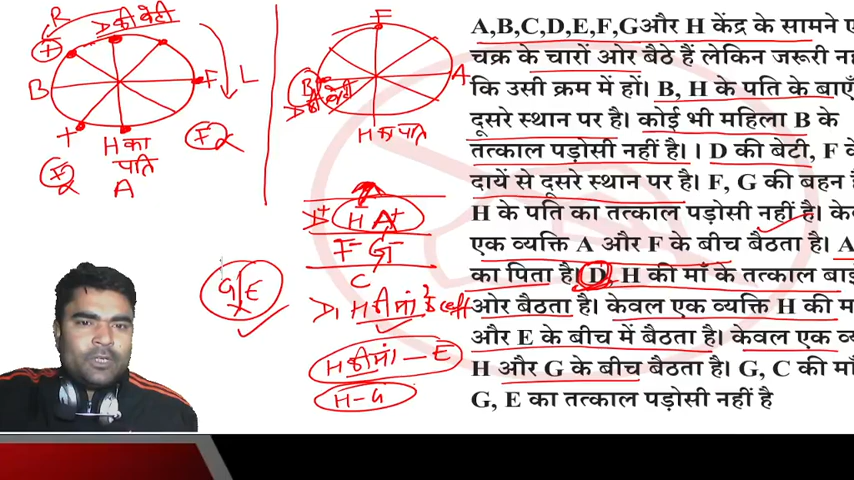 A,B,C,D,E,F,Gऔर H केंद्र के सामने ए
चक्र के चारों ओर बैठे हैं लेकिन जरूरी नह
कि उसी क्रम में हों। B, H के पति के बाएँ
दूसरे स्थान पर है। कोई भी महिला B के
तत्काल पड़ोसी नहीं है। । D की बेटी, F के
दायें से दूसरे स्थान पर है। F, G की बहन है
H के पति का तत्काल पड़ोसी नहीं है। केव
एक व्यक्ति A और F के बीच बैठता है। A
का पिता है। D, H की माँ के तत्काल बाई
ओर बैठता है। केवल एक व्यक्ति H की म
और E के बीच में बैठता है। केवल एक व्य
H और G के बीच बैठता है। G, C की माँ
G, E का तत्काल पड़ोसी नहीं है
R
D की बेटी
+
B
F
L
+
H का
पति
A
F
F
F
B
D की बेटी
A
H का पति
D+
H A+
F- G-
C
G E
D, H की मां
left
H की मां - E
H - G